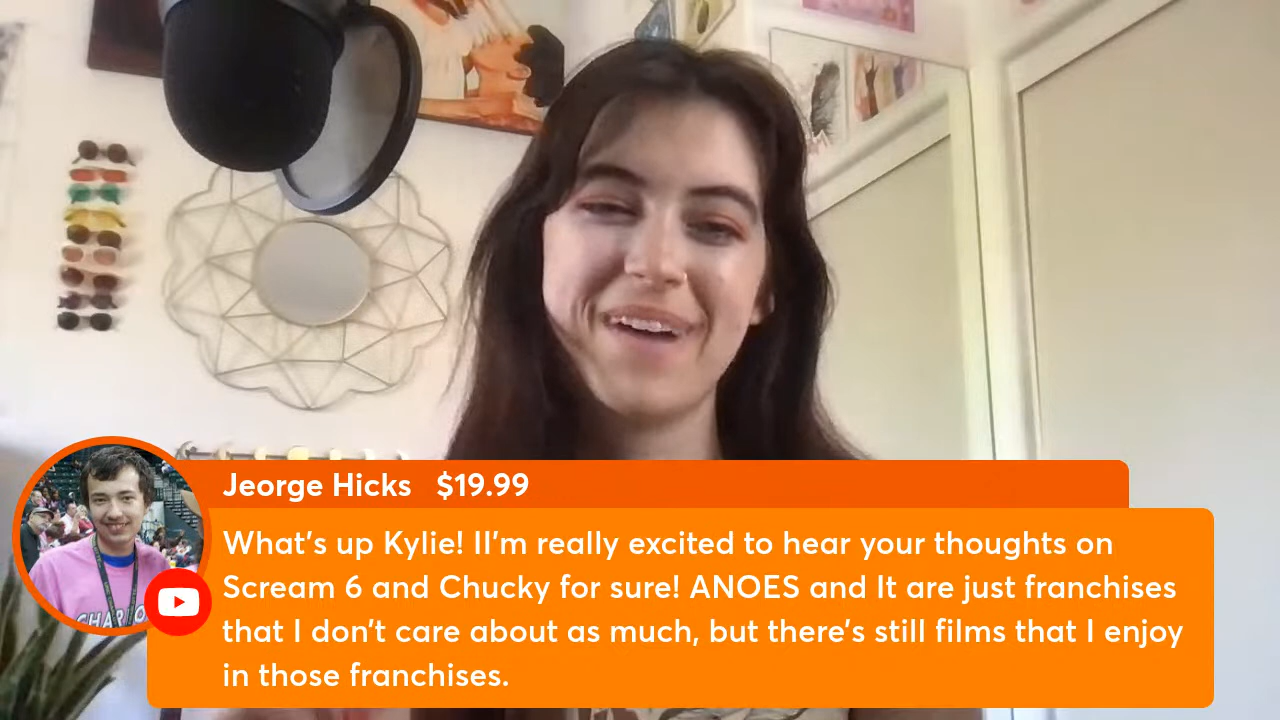 Jeorge Hicks $19.99
What's up Kylie! II'm really excited to hear your thoughts on
Scream 6 and Chucky for sure! ANOES and It are just franchises
that I don't care about as much, but there's still films that I enjoy
in those franchises.